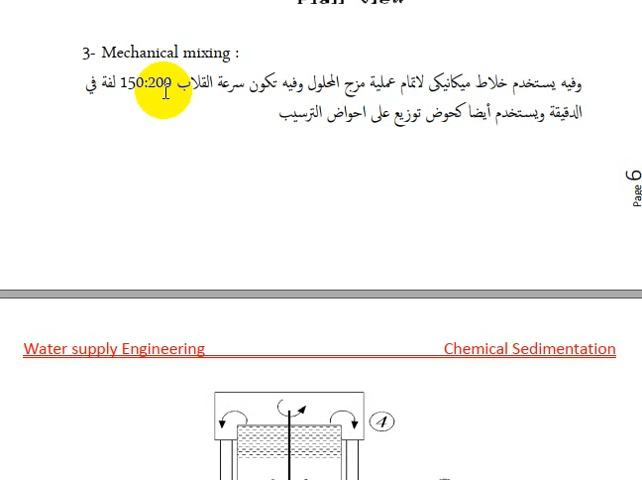 Plan View
3- Mechanical mixing :
وفيه يستخدم خلاط ميكانيكى لاتمام عملية مزج المحلول وفيه تكون سرعة القلاب 150:200 لفة في
الدقيقة ويستخدم أيضا كحوض توزيع على احواض الترسيب
Page 9
Water supply Engineering Chemical Sedimentation
4